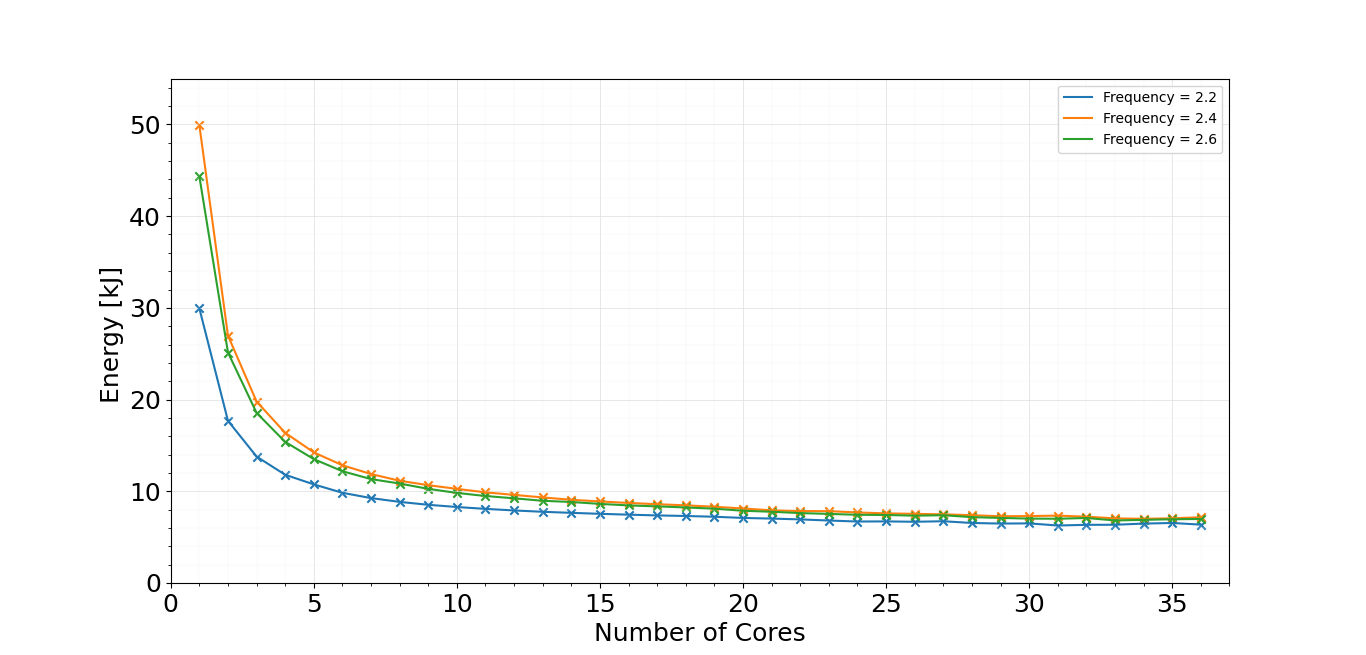 Frequency = 2.2
Frequency = 2.4
Frequency = 2.6
50
40
30
20
10
0
Energy [kJ]
0 5 10 15 20 25 30 35
Number of Cores